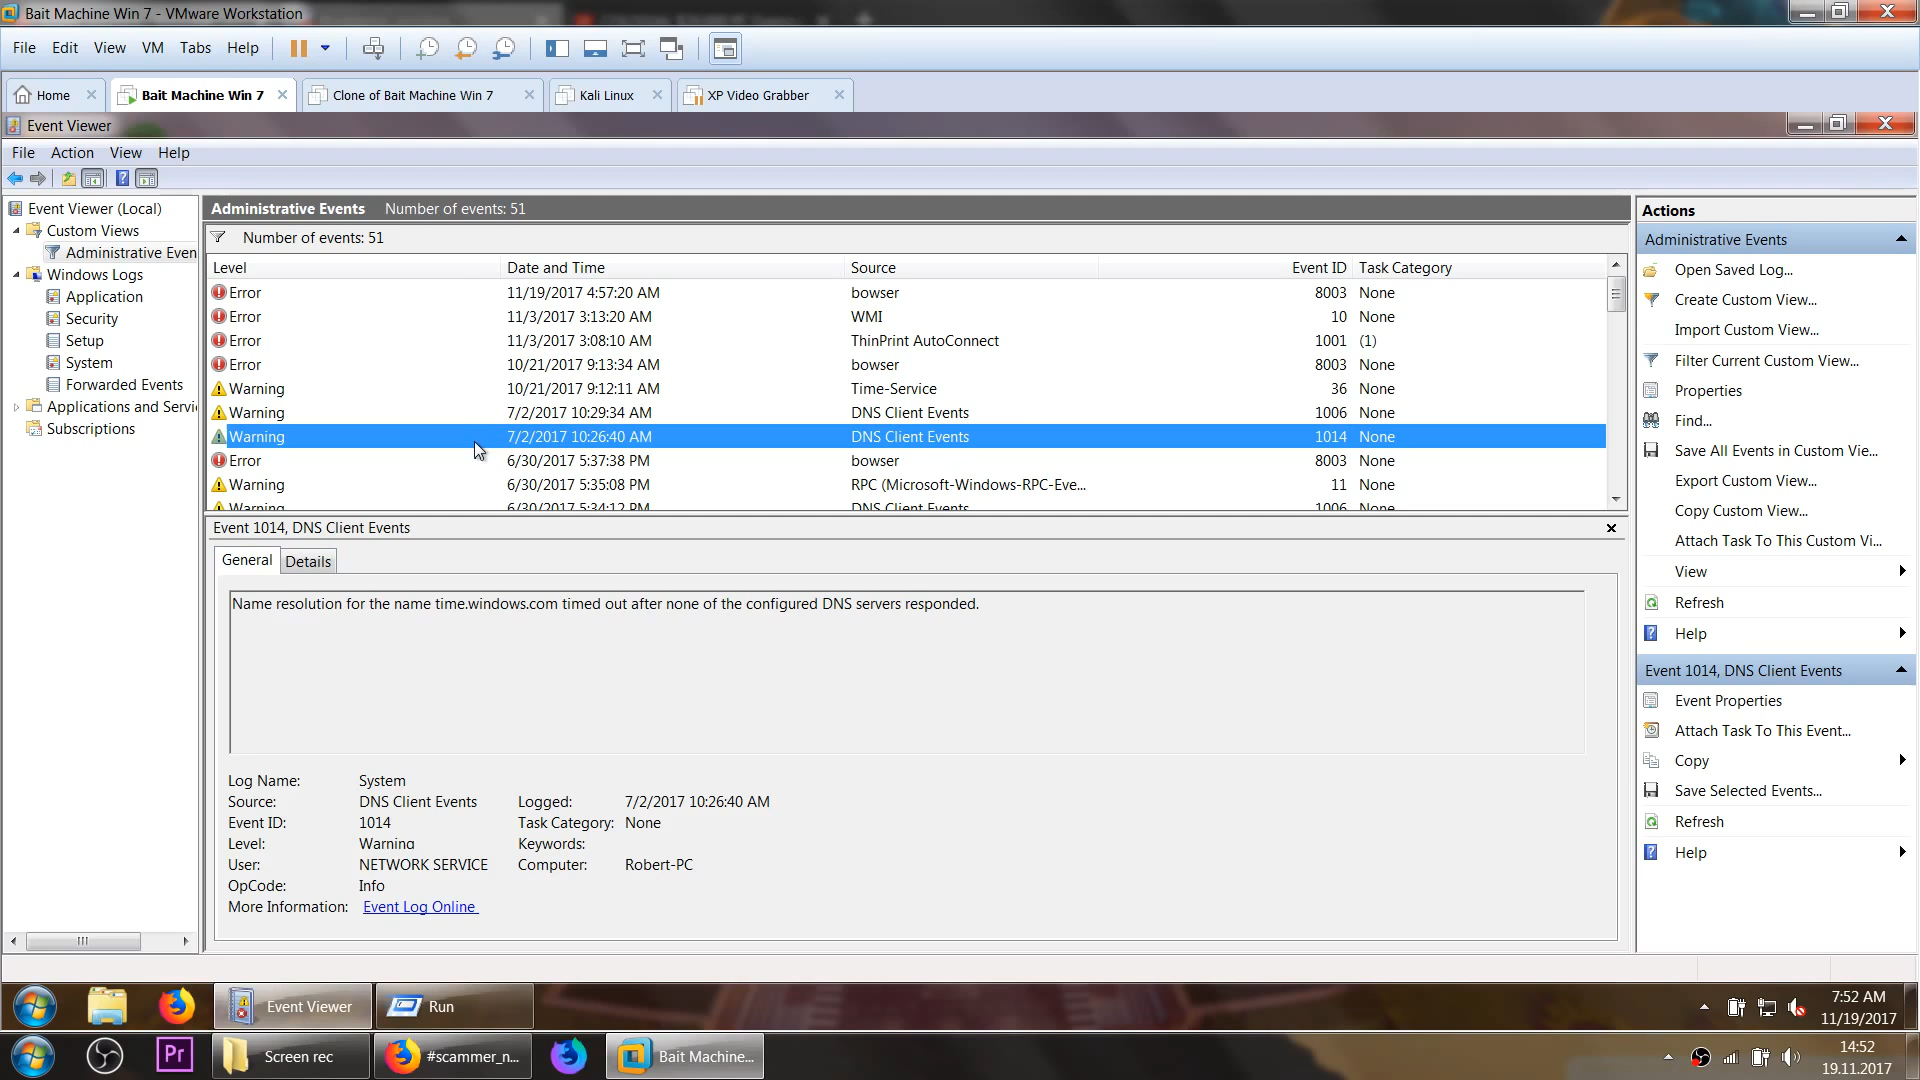 Bait Machine Win 7 - VMware Workstation
File Edit View VM Tabs Help
Home Bait Machine Win 7 Clone of Bait Machine Win 7 Kali Linux XP Video Grabber
Event Viewer
File Action View Help
Event Viewer (Local)
Custom Views
Administrative Even
Windows Logs
Application
Security
Setup
System
Forwarded Events
Applications and Servi
Subscriptions
Administrative Events Number of events: 51
Number of events: 51
Level Date and Time Source Event ID Task Category
Error 11/19/2017 4:57:20 AM bowser 8003 None
Error 11/3/2017 3:13:20 AM WMI 10 None
Error 11/3/2017 3:08:10 AM ThinPrint AutoConnect 1001 (1)
Error 10/21/2017 9:13:34 AM bowser 8003 None
Warning 10/21/2017 9:12:11 AM Time-Service 36 None
Warning 7/2/2017 10:29:34 AM DNS Client Events 1006 None
Warning 7/2/2017 10:26:40 AM DNS Client Events 1014 None
Error 6/30/2017 5:37:38 PM bowser 8003 None
Warning 6/30/2017 5:35:08 PM RPC (Microsoft-Windows-RPC-Eve... 11 None
Warning 6/30/2017 5:34:12 PM DNS Client Events 1006 None
Event 1014, DNS Client Events
General Details
Name resolution for the name time.windows.com timed out after none of the configured DNS servers responded.
Log Name: System
Source: DNS Client Events Logged: 7/2/2017 10:26:40 AM
Event ID: 1014 Task Category: None
Level: Warning Keywords:
User: NETWORK SERVICE Computer: Robert-PC
OpCode: Info
More Information: Event Log Online
Actions
Administrative Events
Open Saved Log...
Create Custom View...
Import Custom View...
Filter Current Custom View...
Properties
Find...
Save All Events in Custom Vie...
Export Custom View...
Copy Custom View...
Attach Task To This Custom Vi...
View
Refresh
Help
Event 1014, DNS Client Events
Event Properties
Attach Task To This Event...
Copy
Save Selected Events...
Refresh
Help
Event Viewer Run 7:52 AM
11/19/2017
Screen rec #scammer_n... Bait Machine... 14:52
19.11.2017
Pr